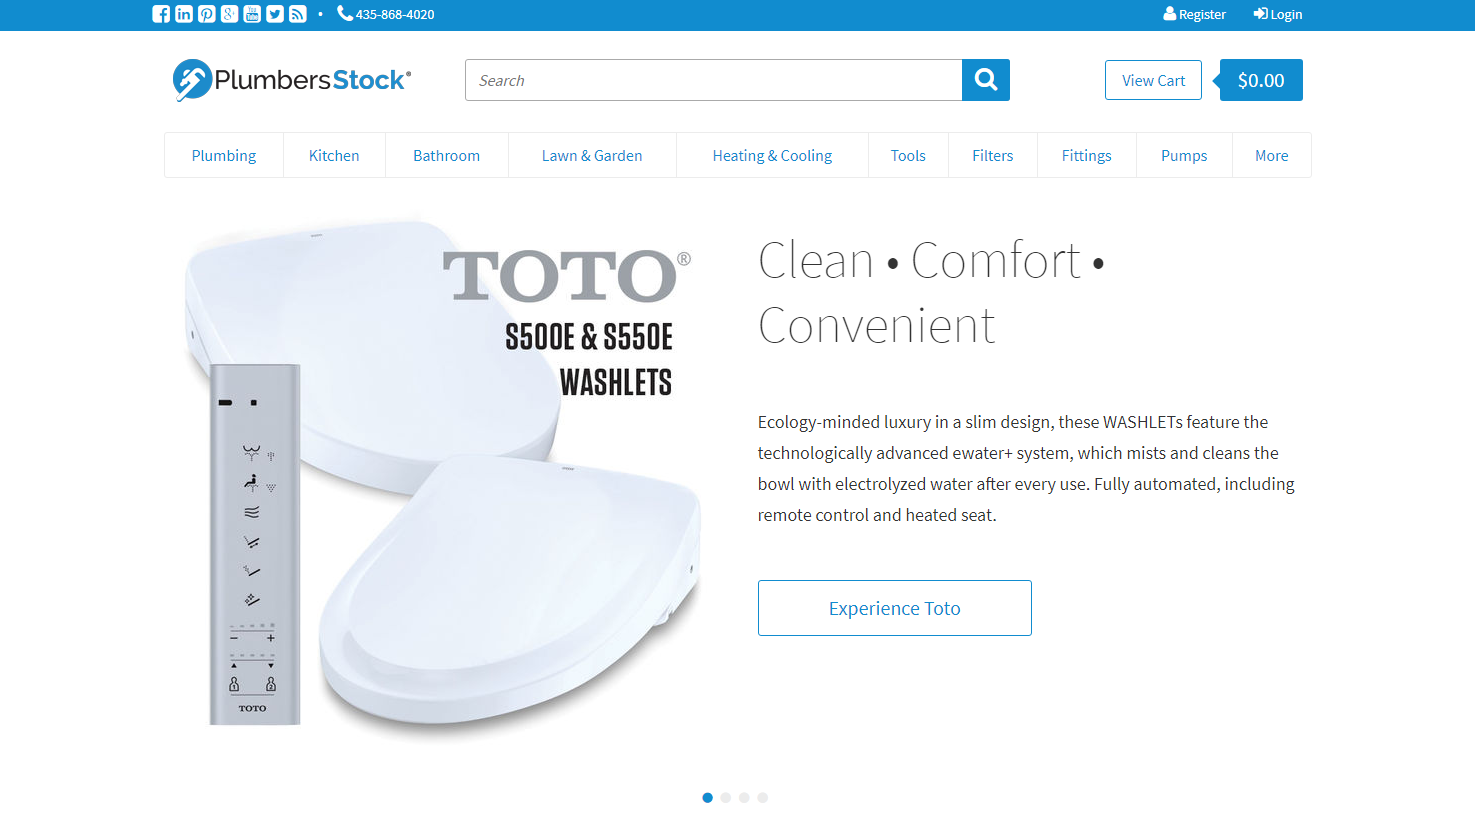 435-868-4020
Register
Login
PlumbersStock®
Search
View Cart
$0.00
Plumbing
Kitchen
Bathroom
Lawn & Garden
Heating & Cooling
Tools
Filters
Fittings
Pumps
More
TOTO®
S500E & S550E
WASHLETS
1
2
TOTO
Clean • Comfort •
Convenient
Ecology-minded luxury in a slim design, these WASHLETs feature the
technologically advanced ewater+ system, which mists and cleans the
bowl with electrolyzed water after every use. Fully automated, including
remote control and heated seat.
Experience Toto